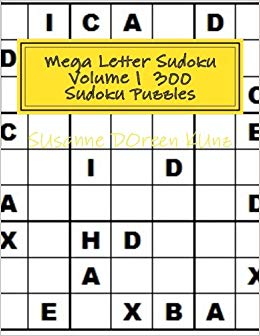 I C A D
D
Mega Letter Sudoku
Volume 1 300
Sudoku Puzzles
C
C
SUsanne DOreen KUnz
I D
A
X H D
A X
E X B A